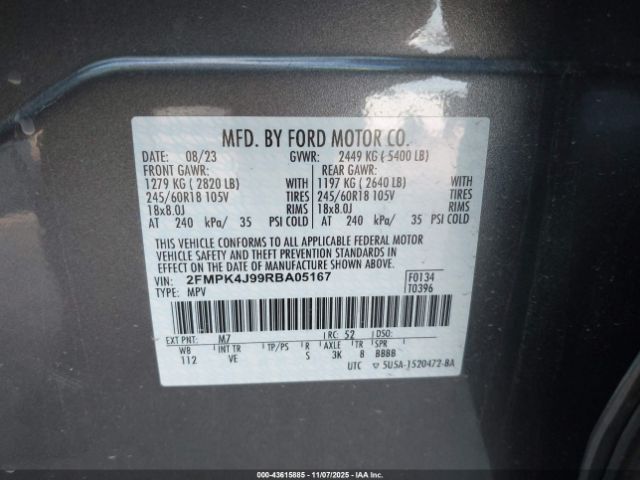 MFD. BY FORD MOTOR CO.
DATE: 08/23 GVWR: 2449 KG ( 5400 LB)
FRONT GAWR: REAR GAWR:
1279 KG ( 2820 LB) WITH 1197 KG ( 2640 LB) WITH
245/60R18 105V TIRES 245/60R18 105V TIRES
18x8.0J RIMS 18x8.0J RIMS
AT 240 kPa/ 35 PSI COLD AT 240 kPa/ 35 PSI COLD
THIS VEHICLE CONFORMS TO ALL APPLICABLE FEDERAL MOTOR
VEHICLE SAFETY AND THEFT PREVENTION STANDARDS IN
EFFECT ON THE DATE OF MANUFACTURE SHOWN ABOVE.
VIN: 2FMPK4J99RBA05167 F0134
TYPE: MPV T0396
EXT PNT: M7 RC: 52 DSO:
WB INT TR TP/PS R AXLE TR SPR
112 VE S 3K 8 BBBB
UTC ▽ 5U5A-1520472-BA
000-43615885 - 11/07/2025 - IAAI.CA